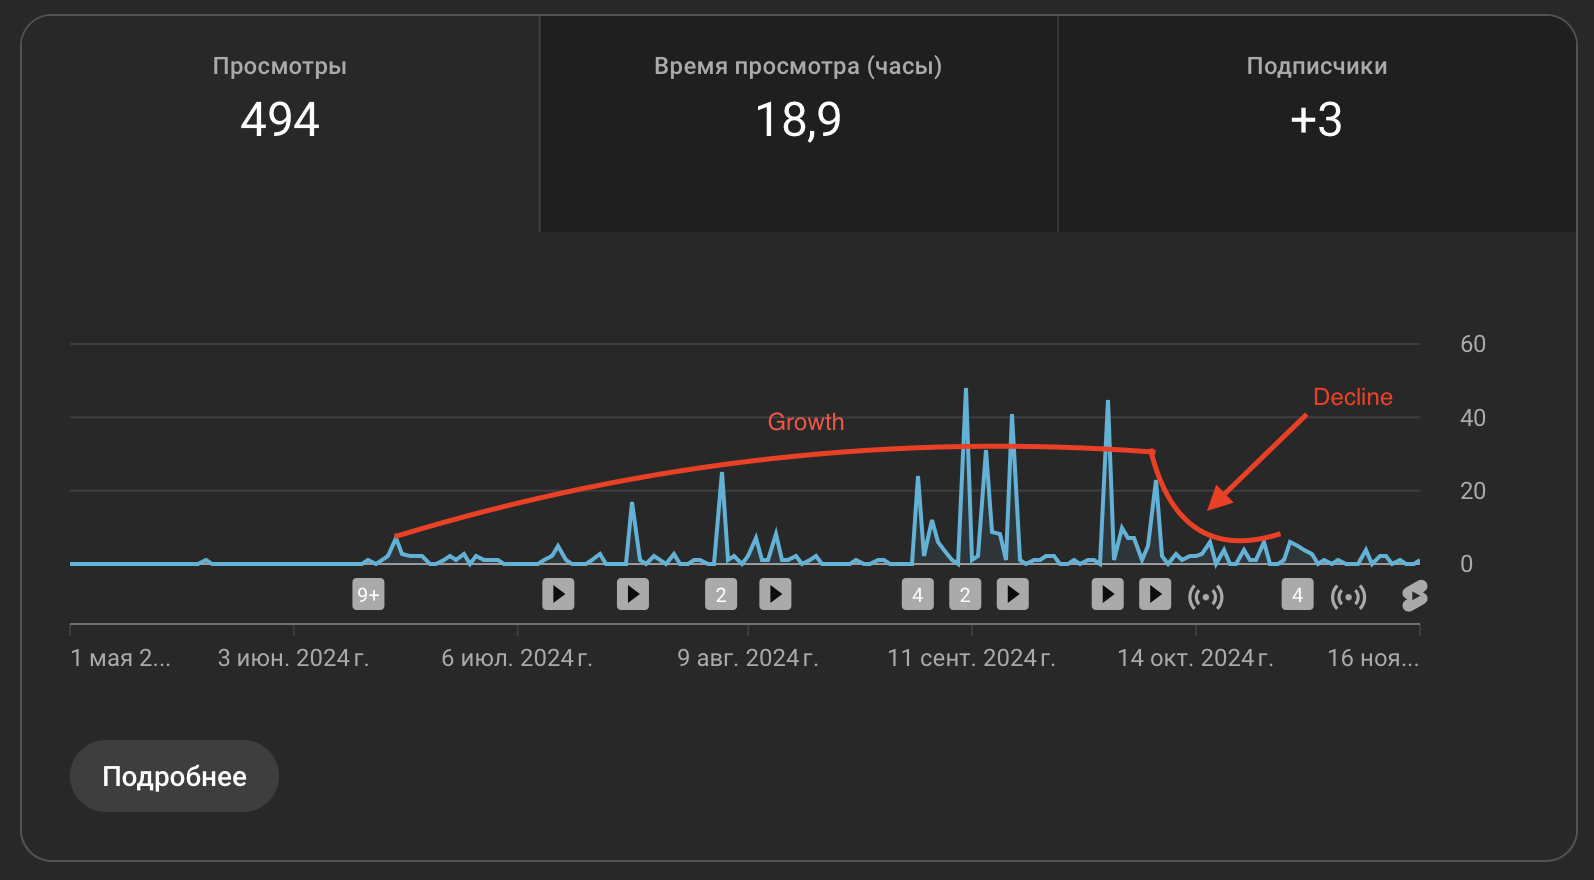 Просмотры
494
Время просмотра (часы)
18,9
Подписчики
+3
60
Decline
40
Growth
20
0
9+
2
4
2
4
1 мая 2...
3 июн. 2024 г.
6 июл. 2024 г.
9 авг. 2024 г.
11 сент. 2024 г.
14 окт. 2024 г.
16 ноя...
Подробнее